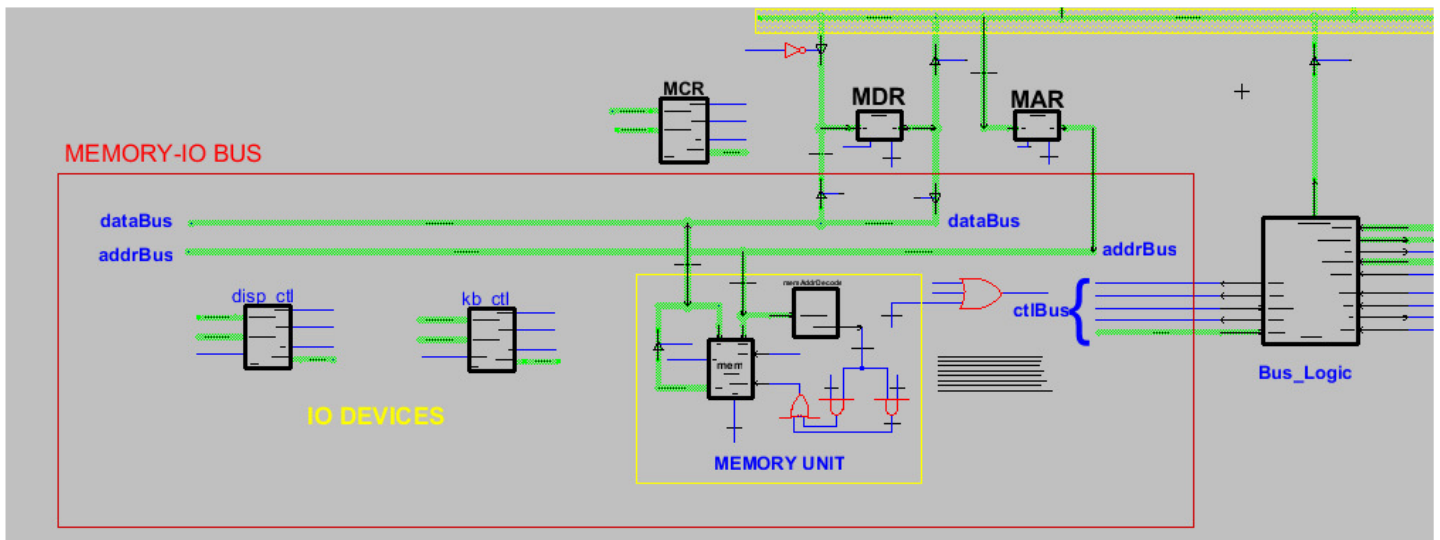 MCR
MDR
MAR
MEMORY-IO BUS
dataBus
dataBus
addrBus
addrBus
memAddrDecode
disp_ctl
kb_ctl
ctlBus
{
mem
Bus_Logic
IO DEVICES
MEMORY UNIT